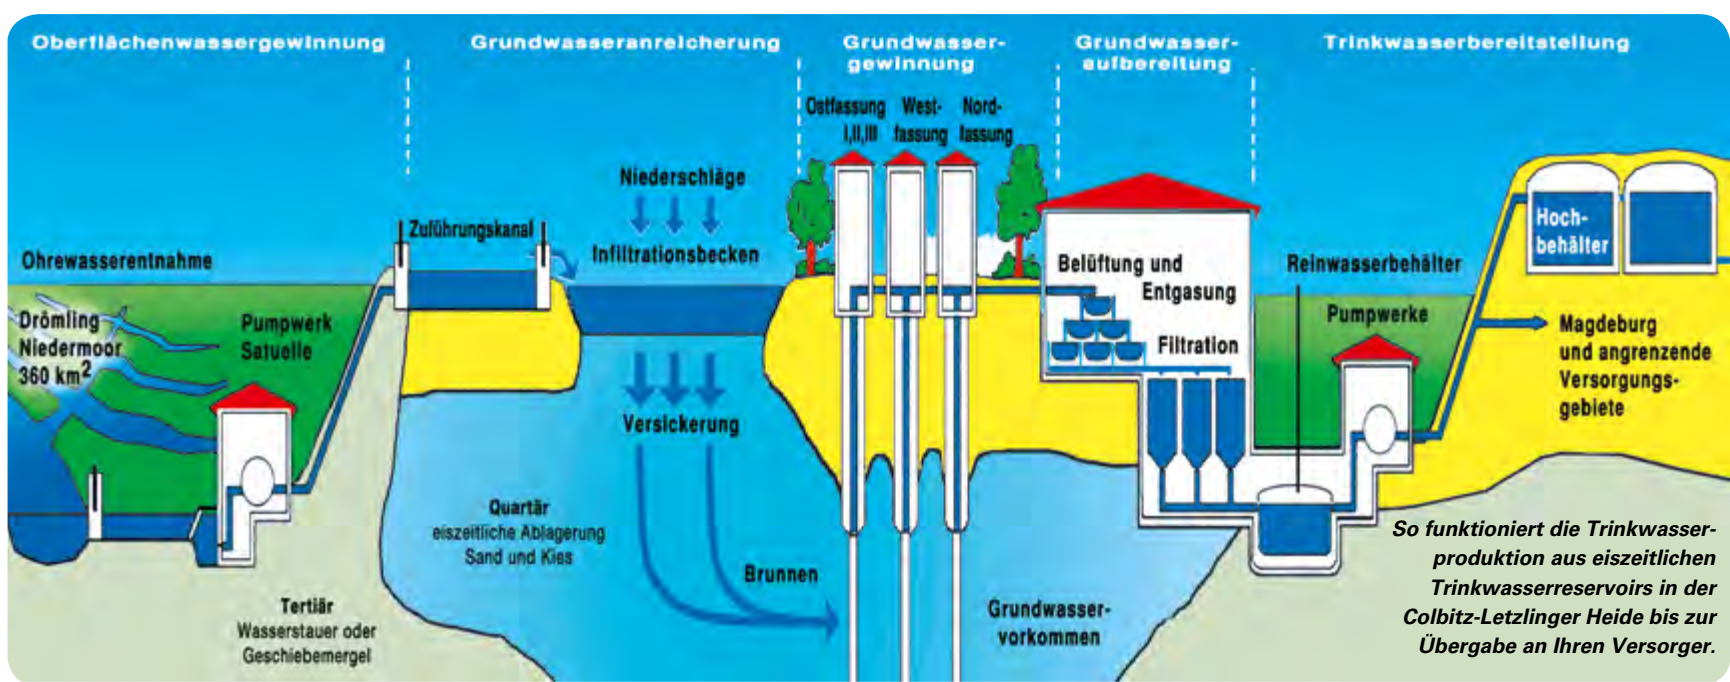 Oberflächenwassergewinnung
Grundwasseranreicherung
Grundwasser-
gewinnung
Grundwasser-
aufbereitung
Trinkwasserbereitstellung
Ostfassung
I,II,III
West-
fassung
Nord-
fassung
Niederschläge
Zuführungskanal
Infiltrationsbecken
Ohrewasserentnahme
Drömling
Niedermoor
360 km²
Pumpwerk
Satuelle
Versickerung
Quartär
eiszeitliche Ablagerung
Sand und Kies
Brunnen
Tertiär
Wasserstauer oder
Geschiebemergel
Grundwasser-
vorkommen
Belüftung und
Entgasung
Filtration
Reinwasserbehälter
Pumpwerke
Hoch-
behälter
Magdeburg
und angrenzende
Versorgungs-
gebiete
So funktioniert die Trinkwasser-
produktion aus eiszeitlichen
Trinkwasserreservoirs in der
Colbitz-Letzlinger Heide bis zur
Übergabe an Ihren Versorger.